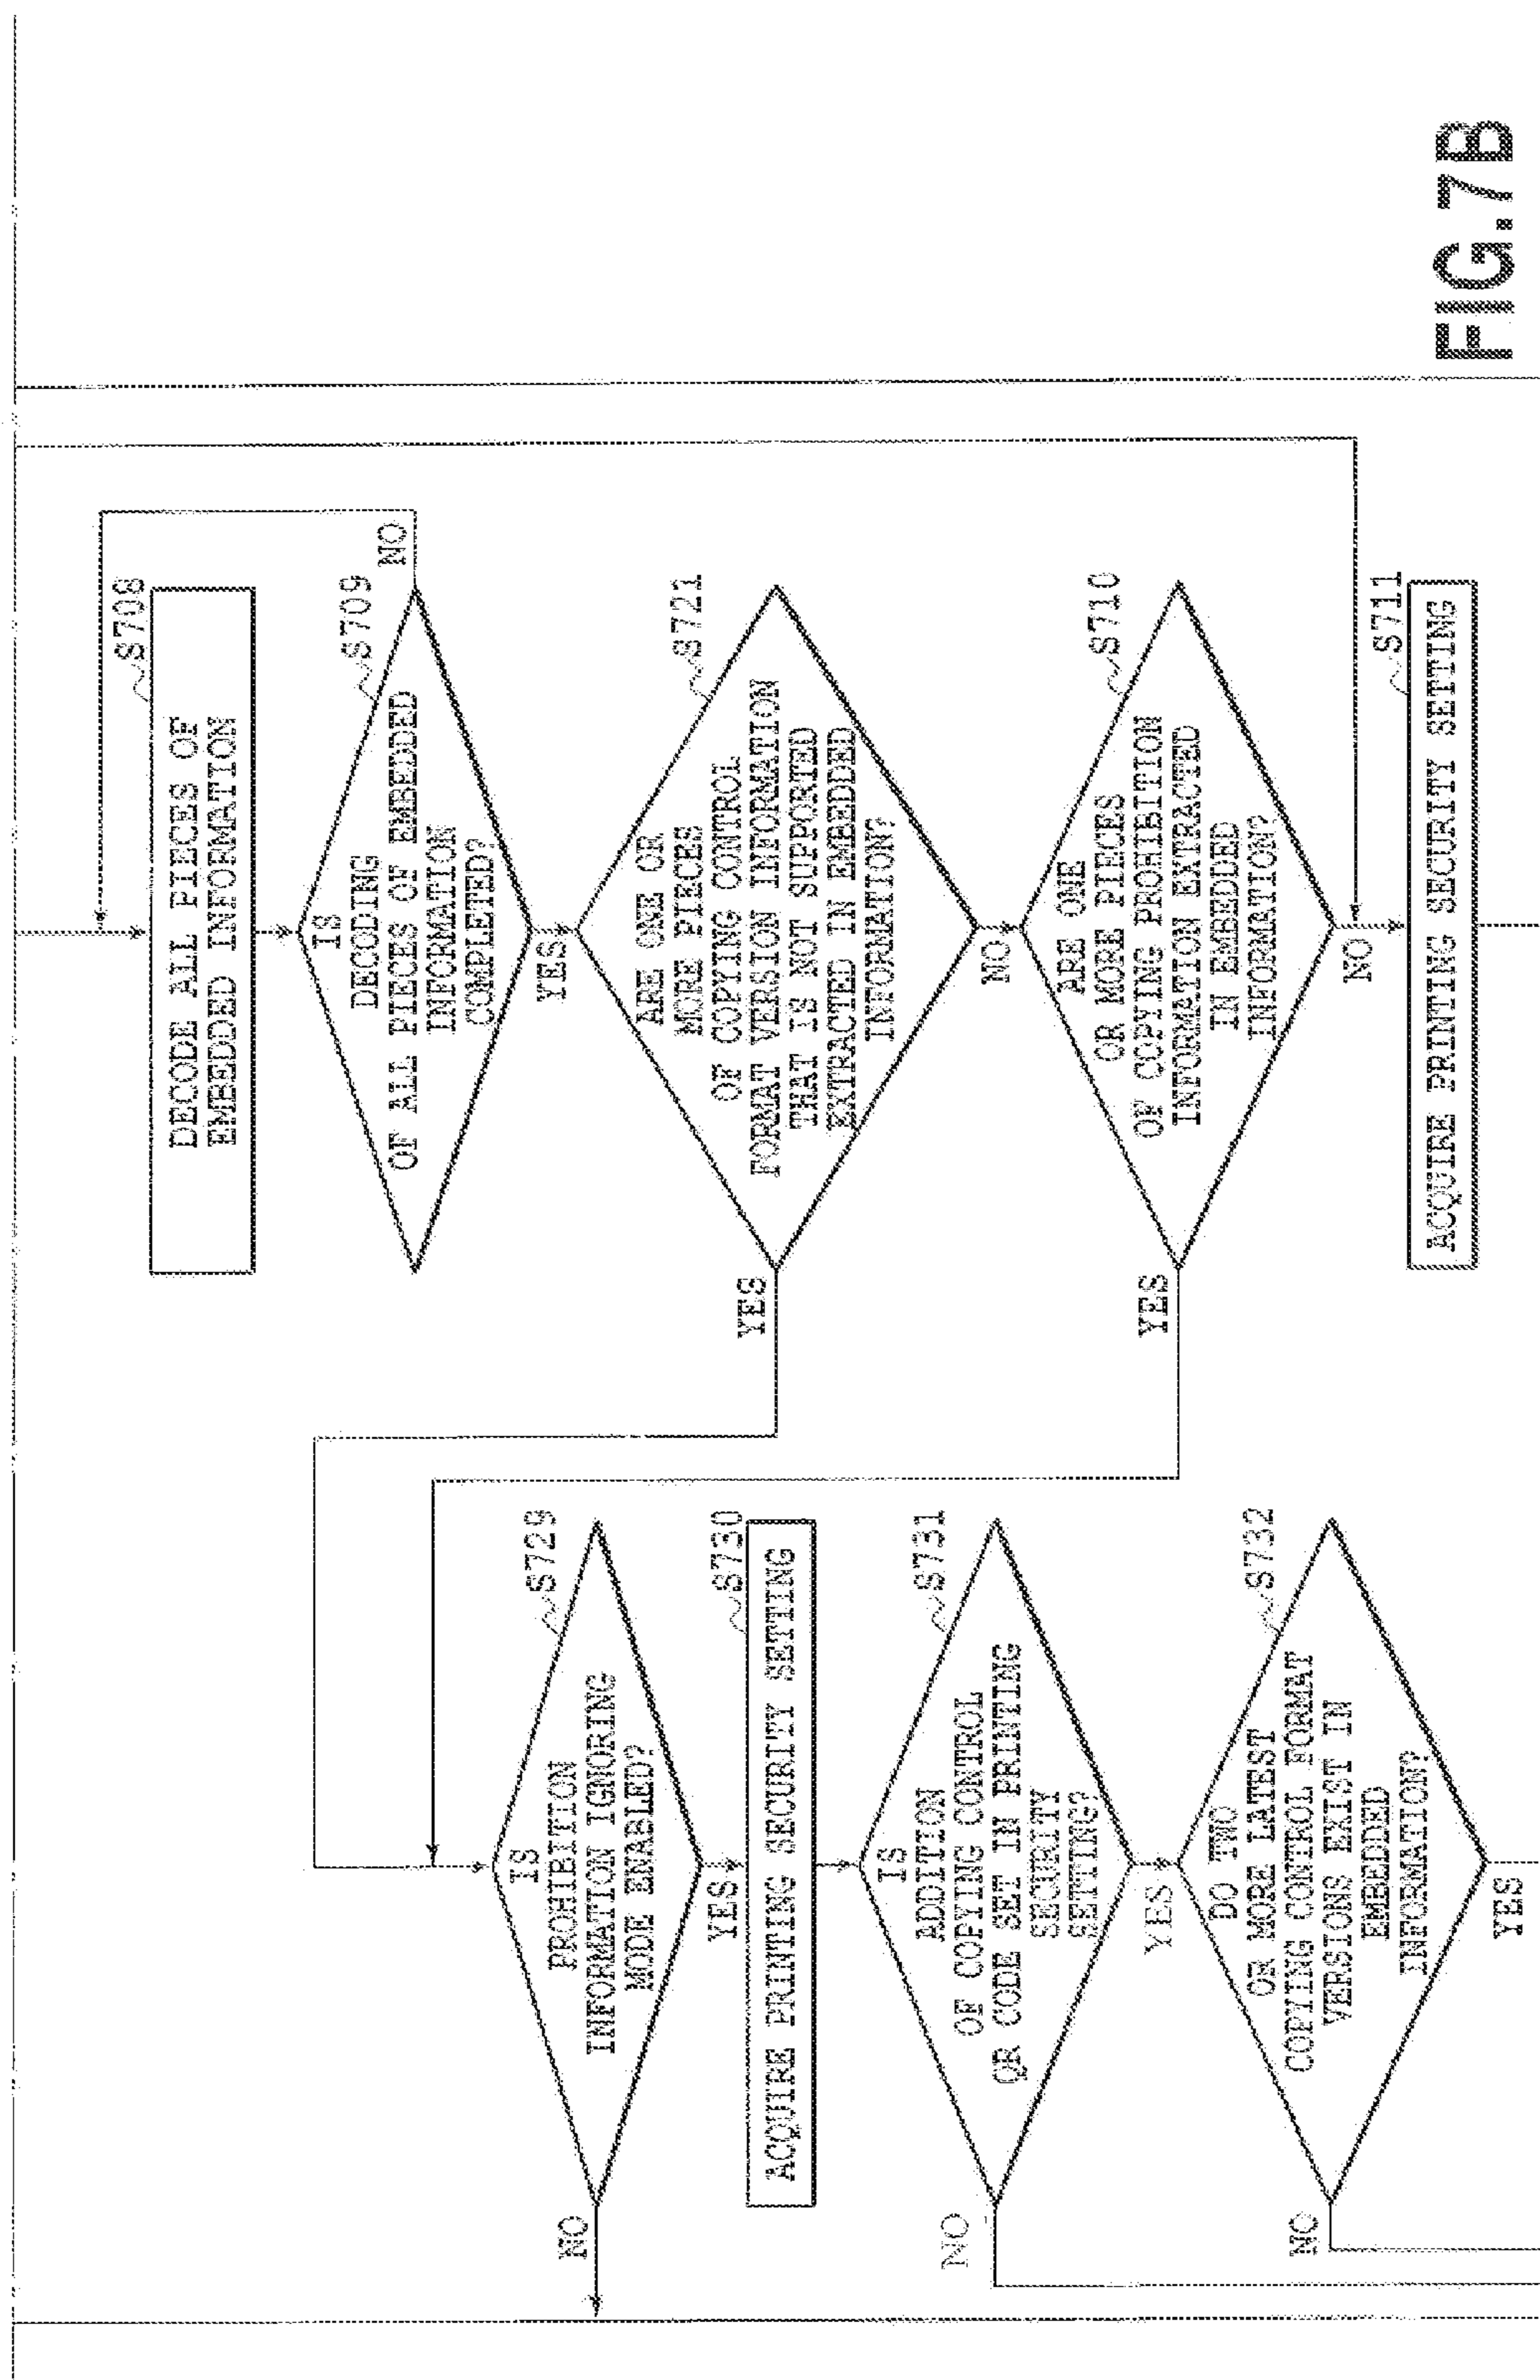 S708
DECODE ALL PIECES OF
EMBEDDED INFORMATION
S709
IS
DECODING
OF ALL PIECES OF EMBEDDED
INFORMATION
COMPLETED?
NO
YES
S721
ARE ONE OR
MORE PIECES
OF COPYING CONTROL
FORMAT VERSION INFORMATION
THAT IS NOT SUPPORTED
EXTRACTED IN EMBEDDED
INFORMATION?
YES
NO
S710
ARE ONE
OR MORE PIECES
OF COPYING PROHIBITION
INFORMATION EXTRACTED
IN EMBEDDED
INFORMATION?
YES
NO
S711
ACQUIRE PRINTING SECURITY SETTING
S729
IS
PROHIBITION
INFORMATION IGNORING
MODE ENABLED?
NO
YES
S730
ACQUIRE PRINTING SECURITY SETTING
S731
IS
ADDITION
OF COPYING CONTROL
QR CODE SET IN PRINTING
SECURITY
SETTING?
NO
YES
S732
DO TWO
OR MORE LATEST
COPYING CONTROL FORMAT
VERSIONS EXIST IN
EMBEDDED
INFORMATION?
NO
YES
FIG.7B